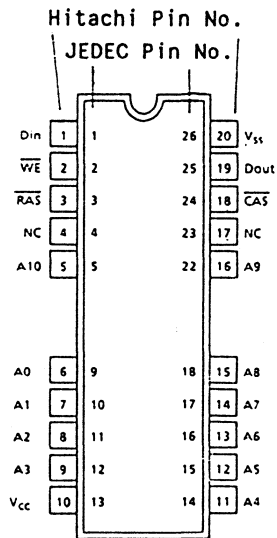 Hitachi Pin No.
JEDEC Pin No.
Din 1 1 26 20 Vss
WE 2 2 25 19 Dout
RAS 3 3 24 18 CAS
NC 4 4 23 17 NC
A10 5 5 22 16 A9
A0 6 9 18 15 A8
A1 7 10 17 14 A7
A2 8 11 16 13 A6
A3 9 12 15 12 A5
Vcc 10 13 14 11 A4